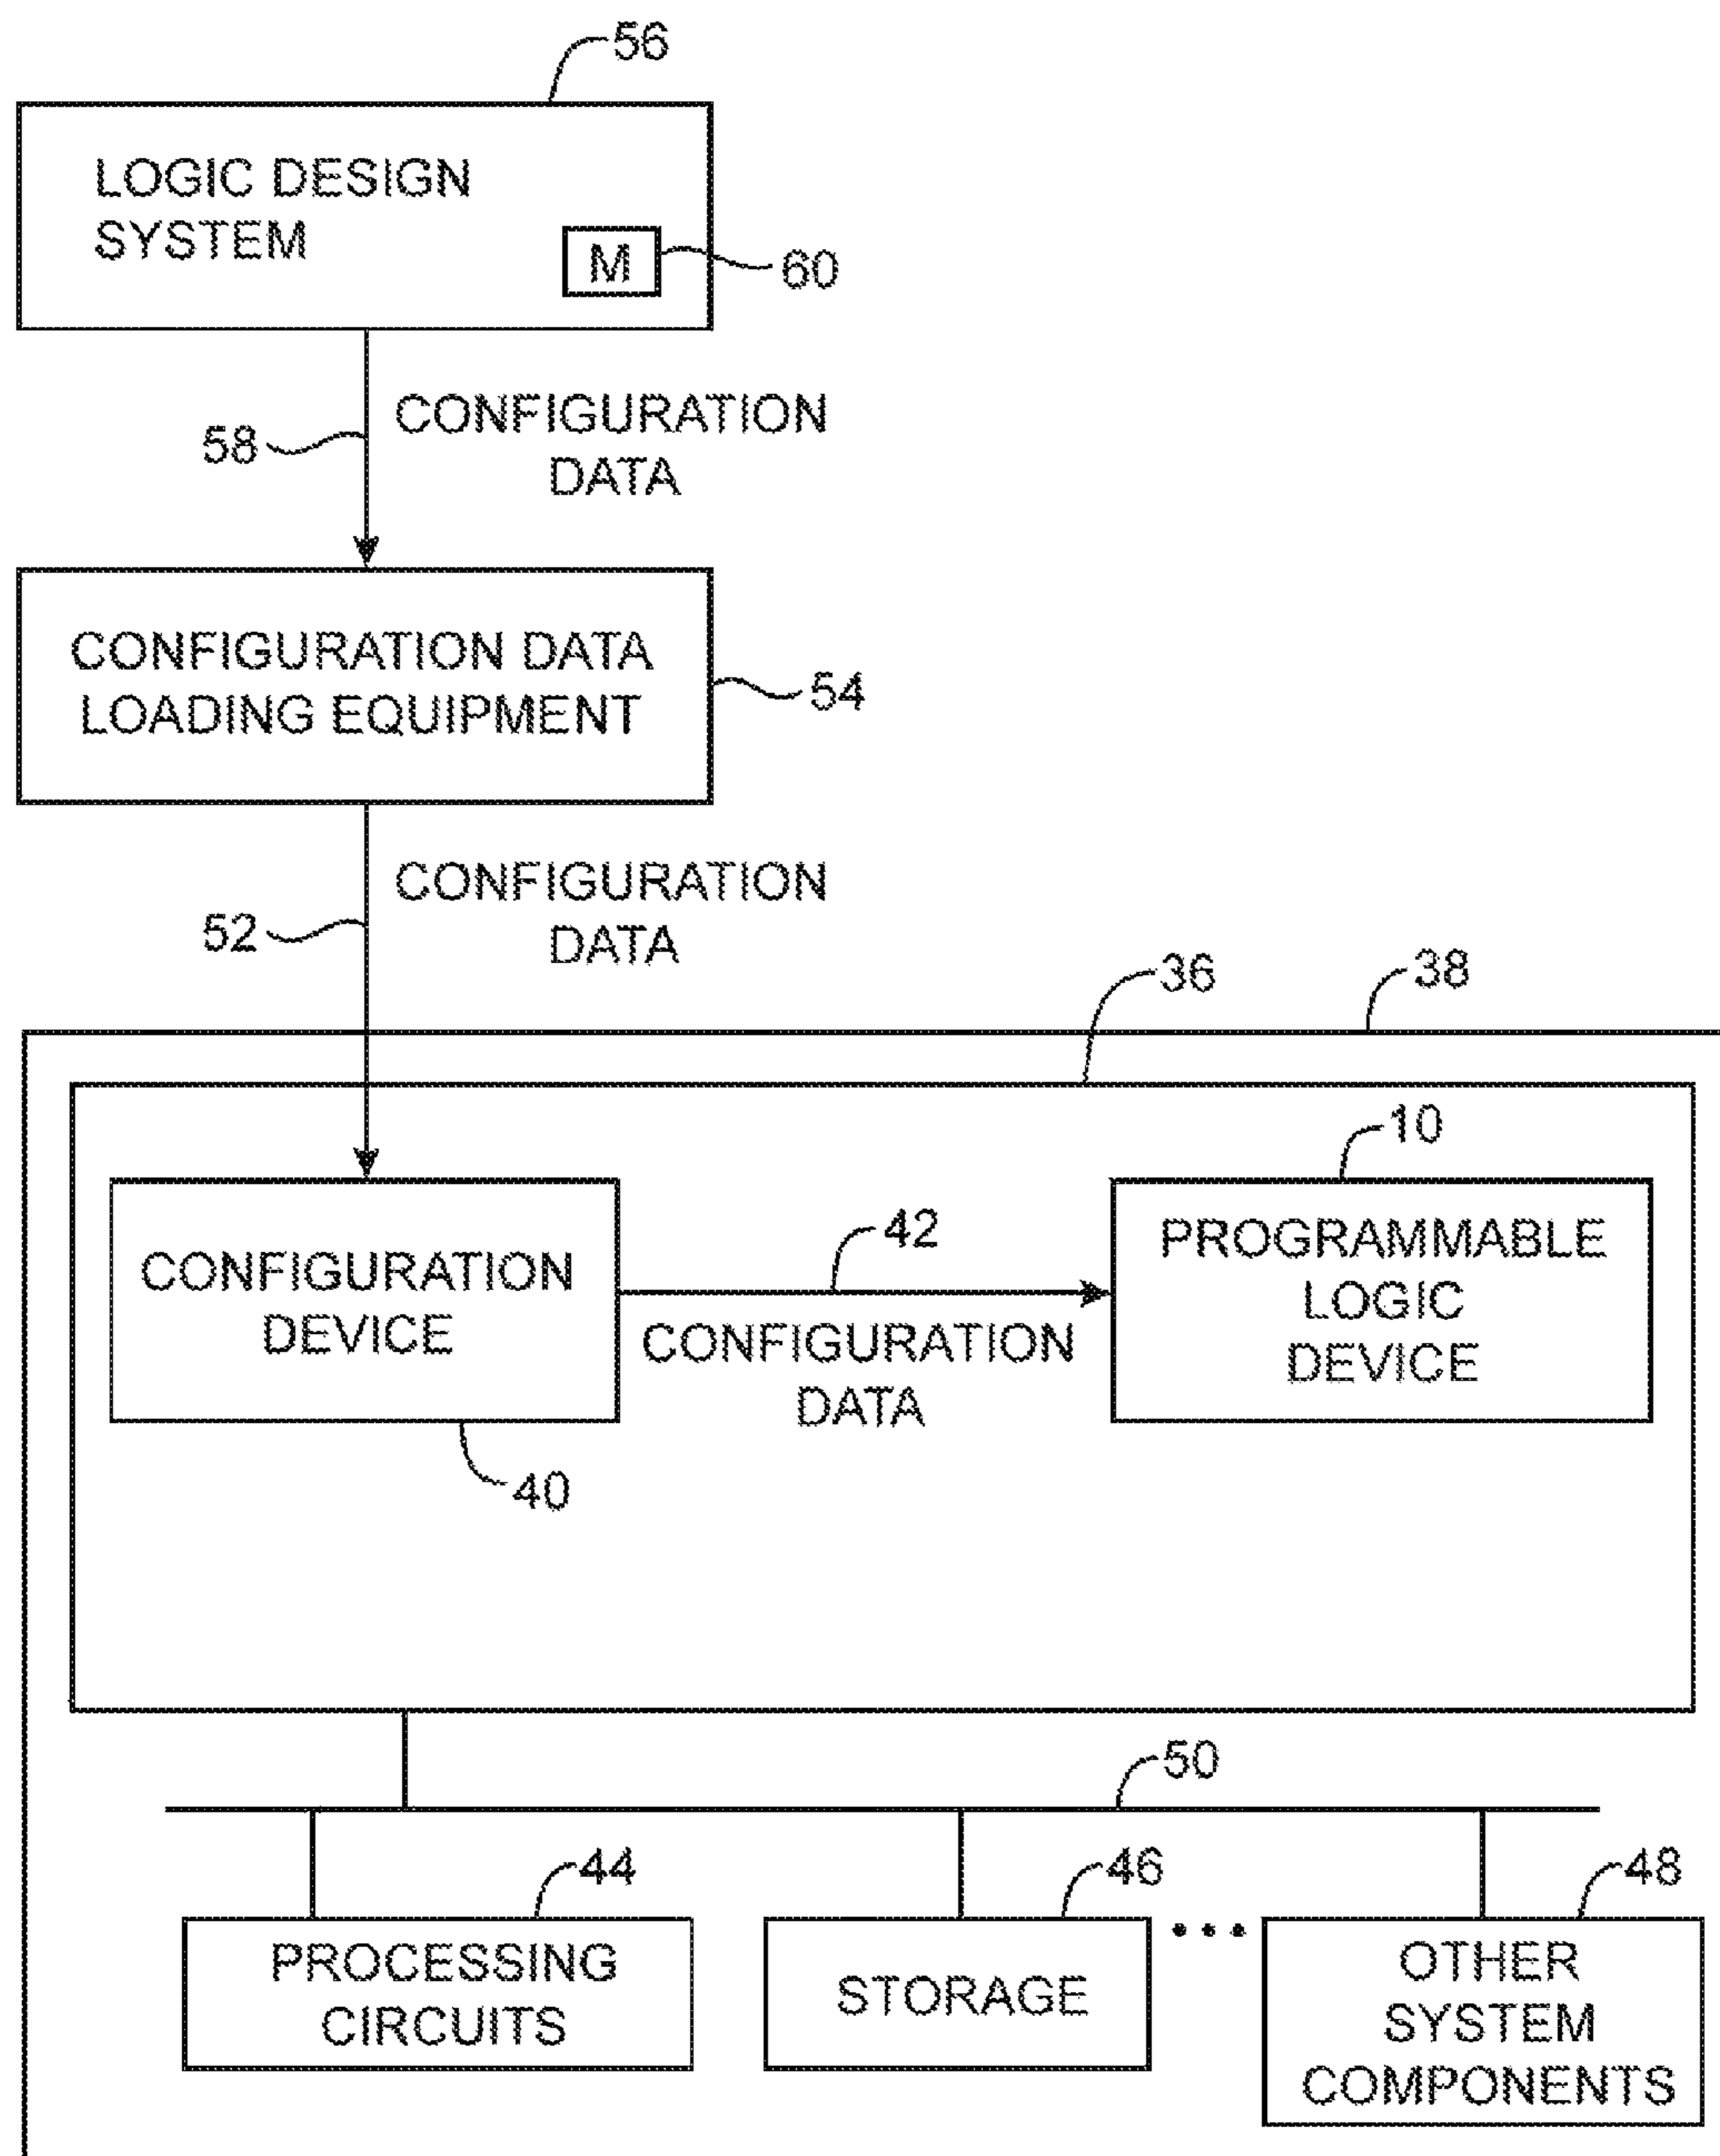 56
LOGIC DESIGN
SYSTEM
M
60
58
CONFIGURATION
DATA
CONFIGURATION DATA
LOADING EQUIPMENT
54
52
CONFIGURATION
DATA
36
38
10
CONFIGURATION
DEVICE
42
CONFIGURATION
DATA
PROGRAMMABLE
LOGIC
DEVICE
40
50
44
46
48
PROCESSING
CIRCUITS
STORAGE
•••
OTHER
SYSTEM
COMPONENTS